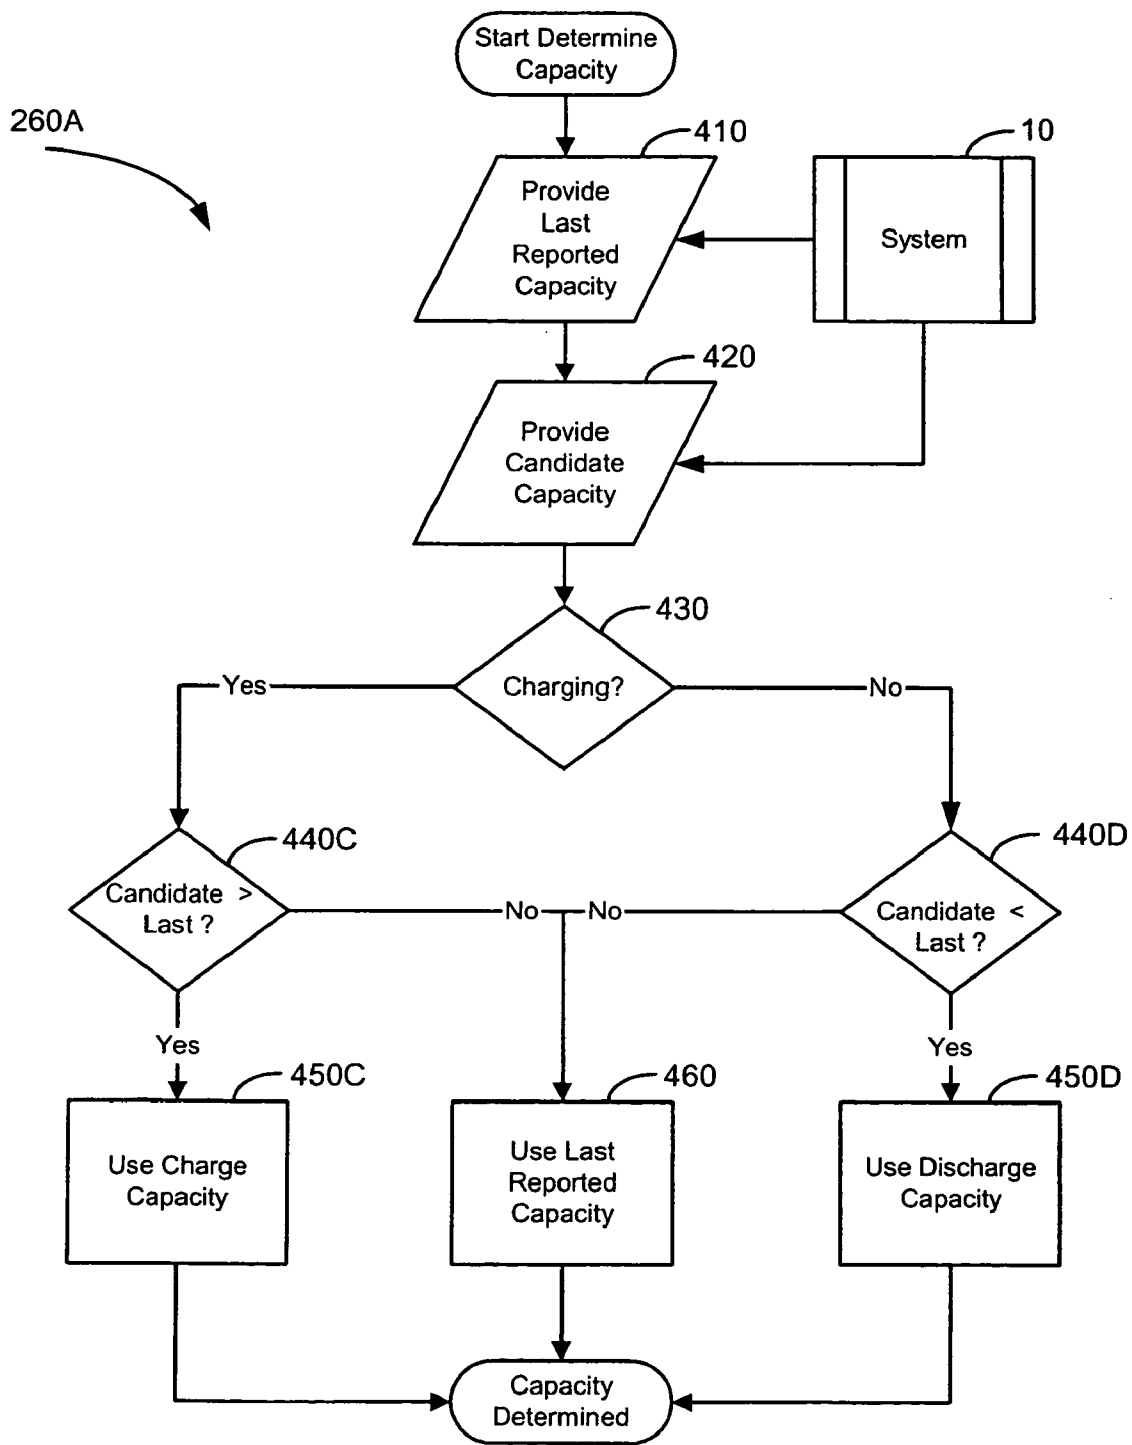 Start Determine
Capacity
260A
410
10
Provide
Last
Reported
Capacity
System
420
Provide
Candidate
Capacity
430
Yes
Charging?
No
440C
440D
Candidate >
Last ?
No
No
Candidate <
Last ?
Yes
Yes
450C
460
450D
Use Charge
Capacity
Use Last
Reported
Capacity
Use Discharge
Capacity
Capacity
Determined